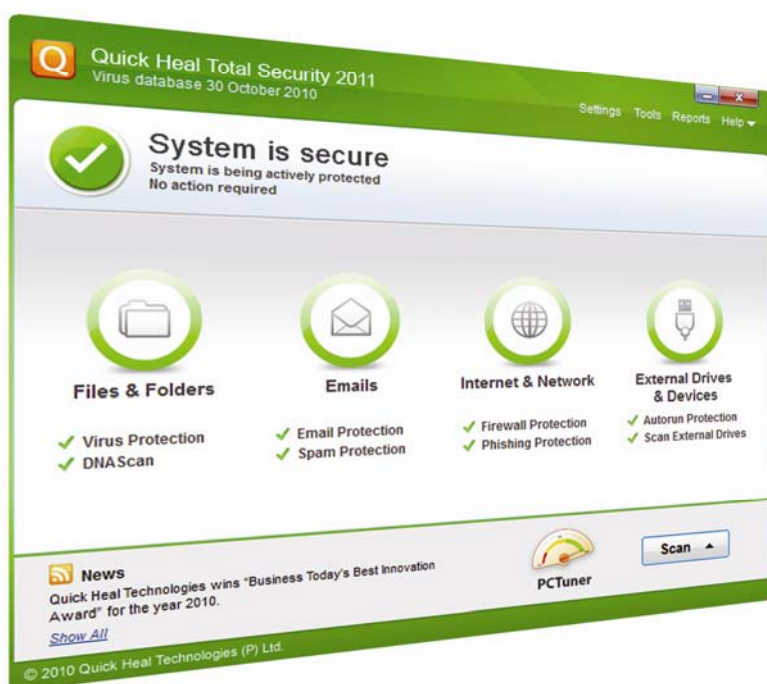 Q
Quick Heal Total Security 2011
Virus database 30 October 2010
Settings Tools Reports Help
System is secure
System is being actively protected
No action required
Files & Folders
Virus Protection
DNAScan
Emails
Email Protection
Spam Protection
Internet & Network
Firewall Protection
Phishing Protection
External Drives
& Devices
Autorun Protection
Scan External Drives
News
Quick Heal Technologies wins “Business Today's Best Innovation
Award” for the year 2010.
Show All
PCTuner
Scan
© 2010 Quick Heal Technologies (P) Ltd.